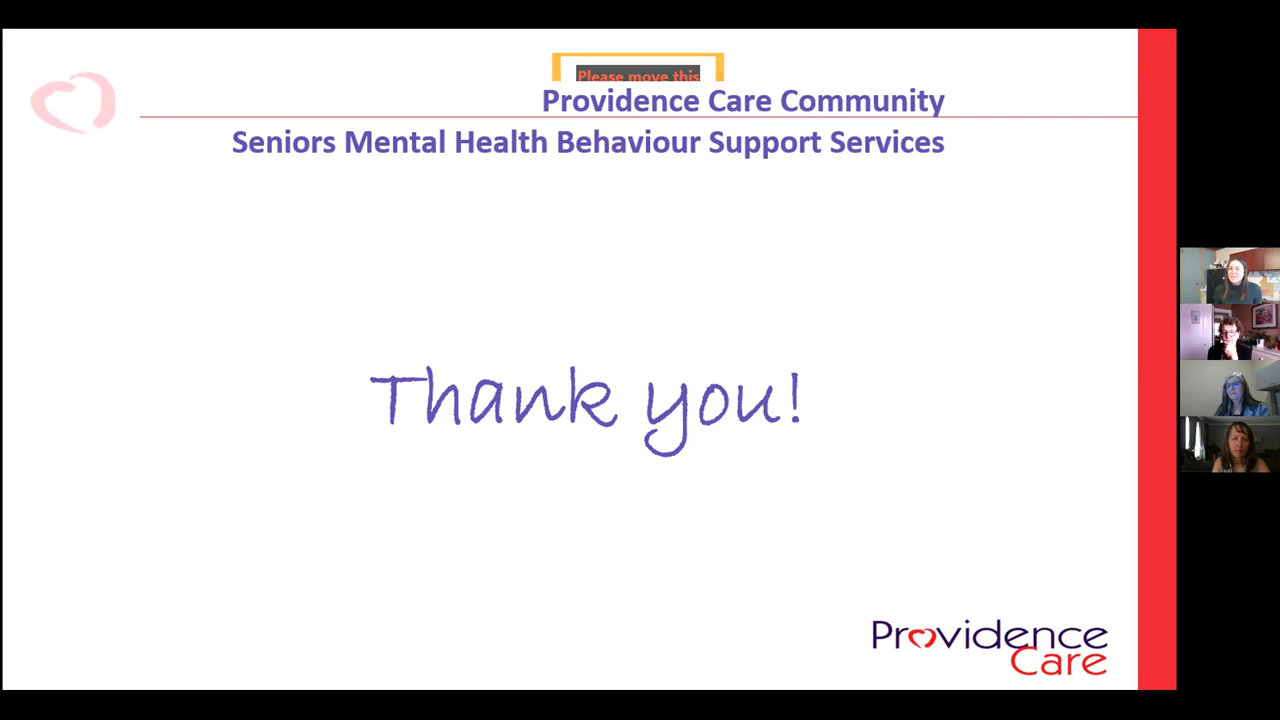 Please move this
Providence Care Community
Seniors Mental Health Behaviour Support Services
Thank you!
Providence
Care